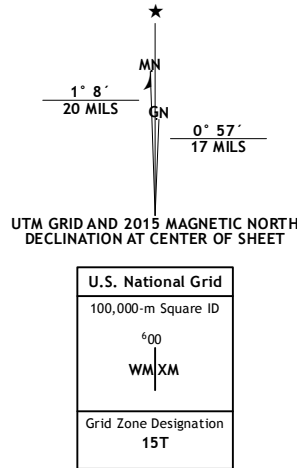 ★
MN
1° 8´
20 MILS
GN
0° 57´
17 MILS
UTM GRID AND 2015 MAGNETIC NORTH
DECLINATION AT CENTER OF SHEET
U.S. National Grid
100,000-m Square ID
⁶00
WM XM
Grid Zone Designation
15T